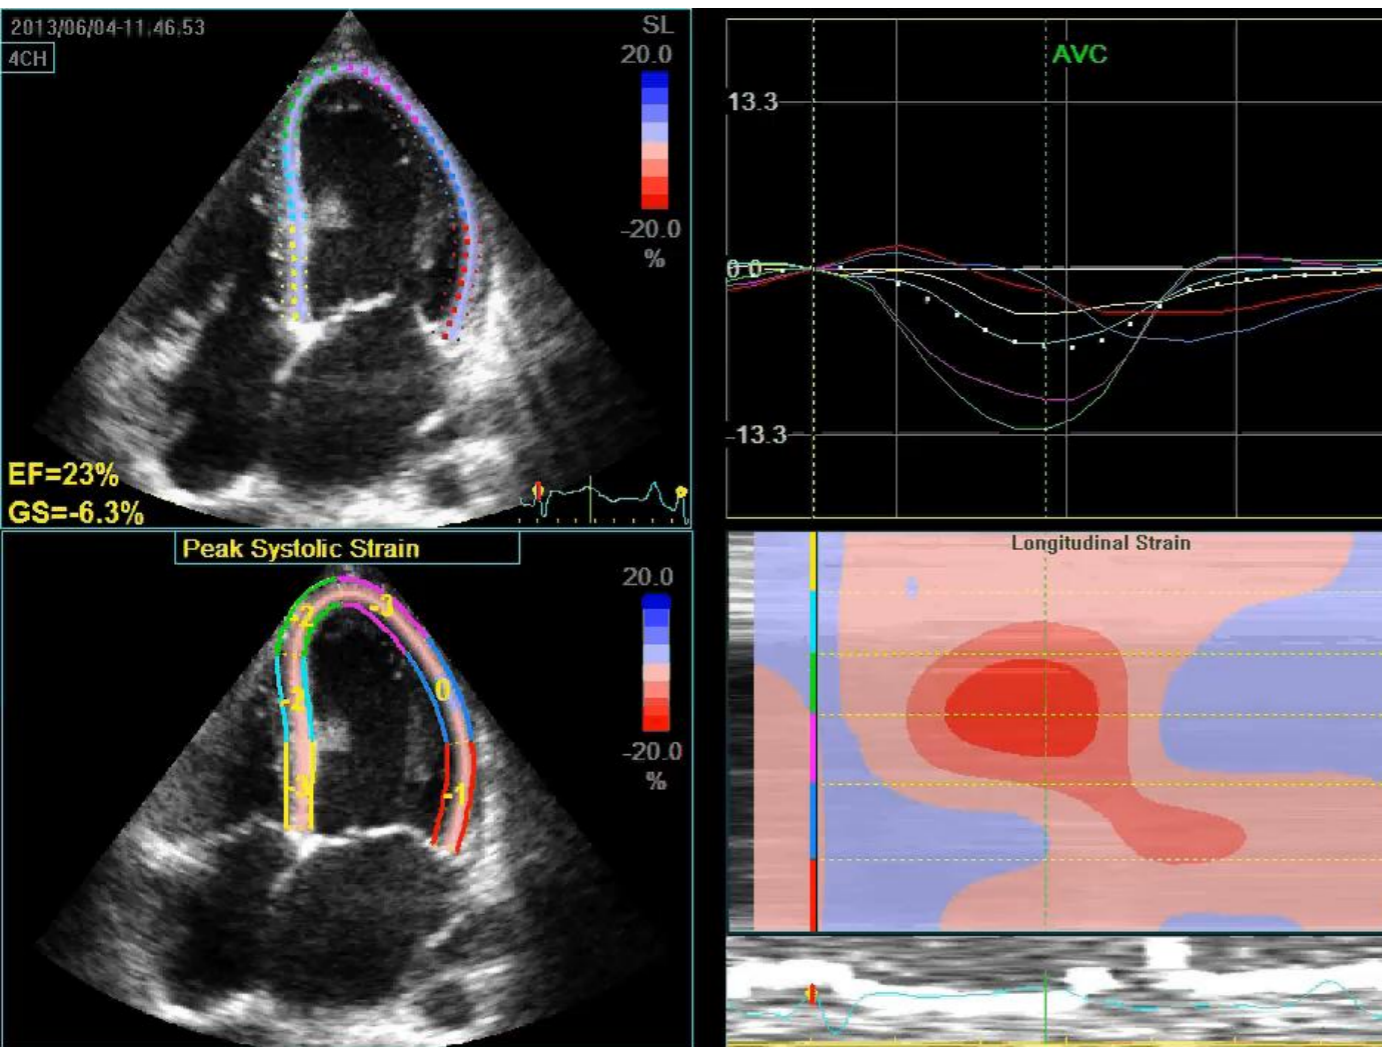 2013/06/04-11:46:53
4CH
SL
20.0
-20.0
%
EF=23%
GS=-6.3%
AVC
13.3
0.0
-13.3
Peak Systolic Strain
20.0
-20.0
%
-2
-3
-2
0
-3
-1
Longitudinal Strain